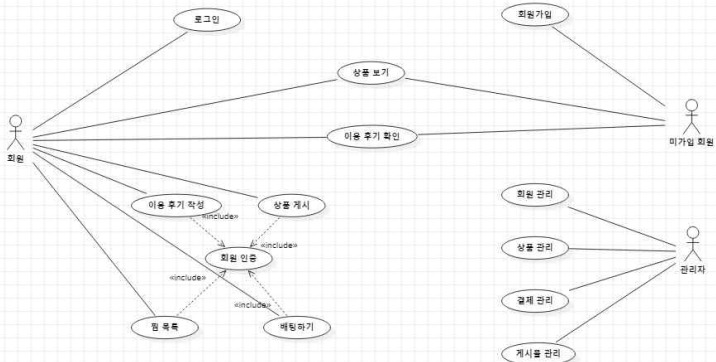 로그인
회원가입
상품 보기
회원
이용 후기 확인
미가입 회원
이용 후기 작성
상품 게시
회원 관리
«include»
«include»
회원 인증
상품 관리
관리자
«include»
«include»
결제 관리
찜 목록
배팅하기
게시물 관리